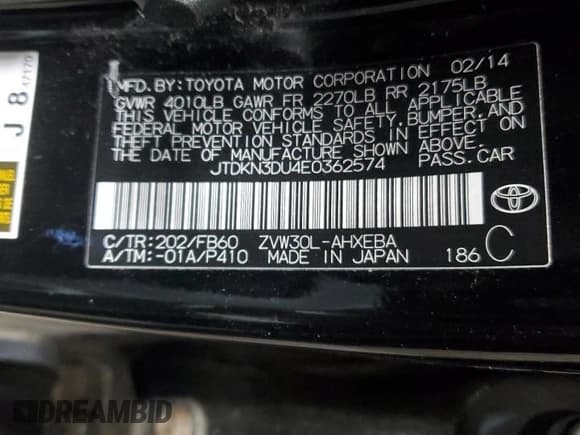 MFD. BY: TOYOTA MOTOR CORPORATION 02/14
GVWR 4010LB GAWR FR 2270LB RR 2175LB
THIS VEHICLE CONFORMS TO ALL APPLICABLE
FEDERAL MOTOR VEHICLE SAFETY, BUMPER, AND
THEFT PREVENTION STANDARDS IN EFFECT ON
THE DATE OF MANUFACTURE SHOWN ABOVE.
JTDKN3DU4E0362574 PASS. CAR
C/TR: 202/FB60 ZVW30L-AHXEBA
A/TM: -01A/P410 MADE IN JAPAN 186 C
J 8 47170
DREAMBID